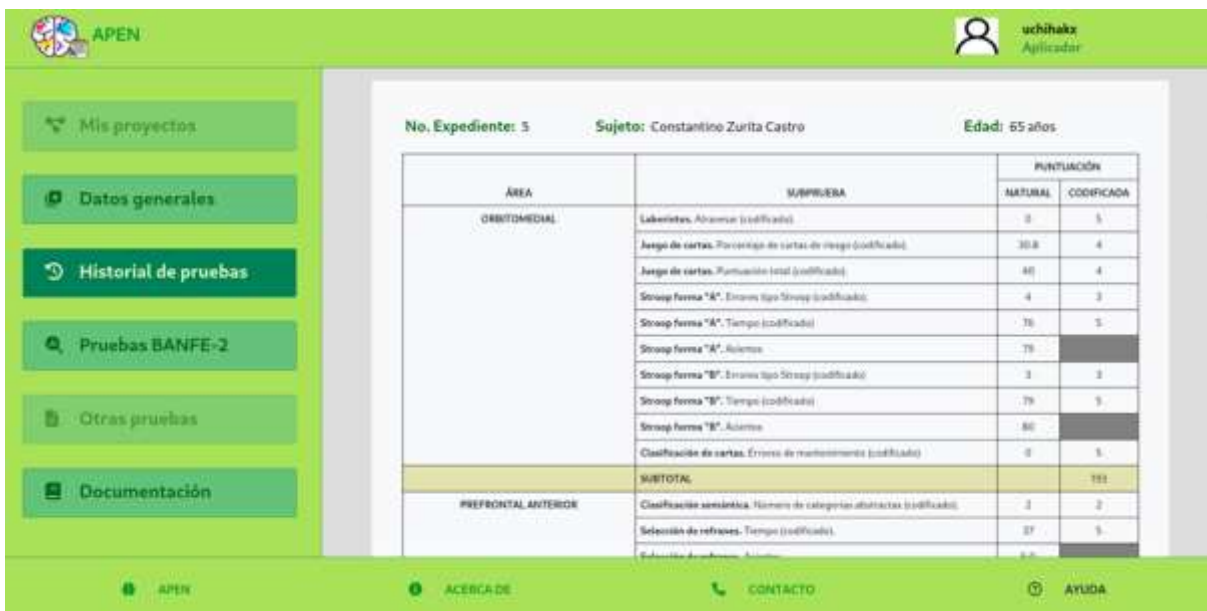 APEN
uchihakx
Aplicador
Mis proyectos
Datos generales
Historial de pruebas
Pruebas BANFE-2
Otras pruebas
Documentación
No. Expediente: 5 Sujeto: Constantino Zurita Castro Edad: 65 años
PUNTUACIÓN
ÁREA SUBPRUEBA NATURAL CODIFICADA
ORBITOMEDIAL Laberintos. Atravesar (codificado). 0 5
Juego de cartas. Porcentaje de cartas de riesgo (codificado). 30.8 4
Juego de cartas. Puntuación total (codificado). 40 4
Stroop forma "A". Errores tipo Stroop (codificado). 4 3
Stroop forma "A". Tiempo (codificado) 5
Stroop forma "A". Aciertos 79
Stroop forma "B". Errores tipo Stroop (codificado) 3 3
Stroop forma "B". Tiempo (codificado) 79 5
Stroop forma "B". Aciertos 80
Clasificación de cartas. Errores de mantenimiento (codificado) 0 5
SUBTOTAL
PREFRONTAL ANTERIOR Clasificación semántica. Número de categorías abstractas (codificado). 2 2
Selección de refranes. Tiempo (codificado). 37 5
Selección de refranes. Aciertos
APEN ACERCA DE CONTACTO AYUDA